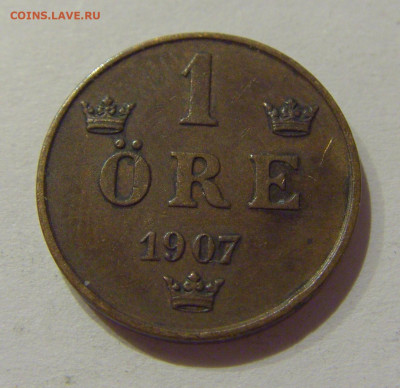 COINS.LAVE.RU
1
ÖRE
1907